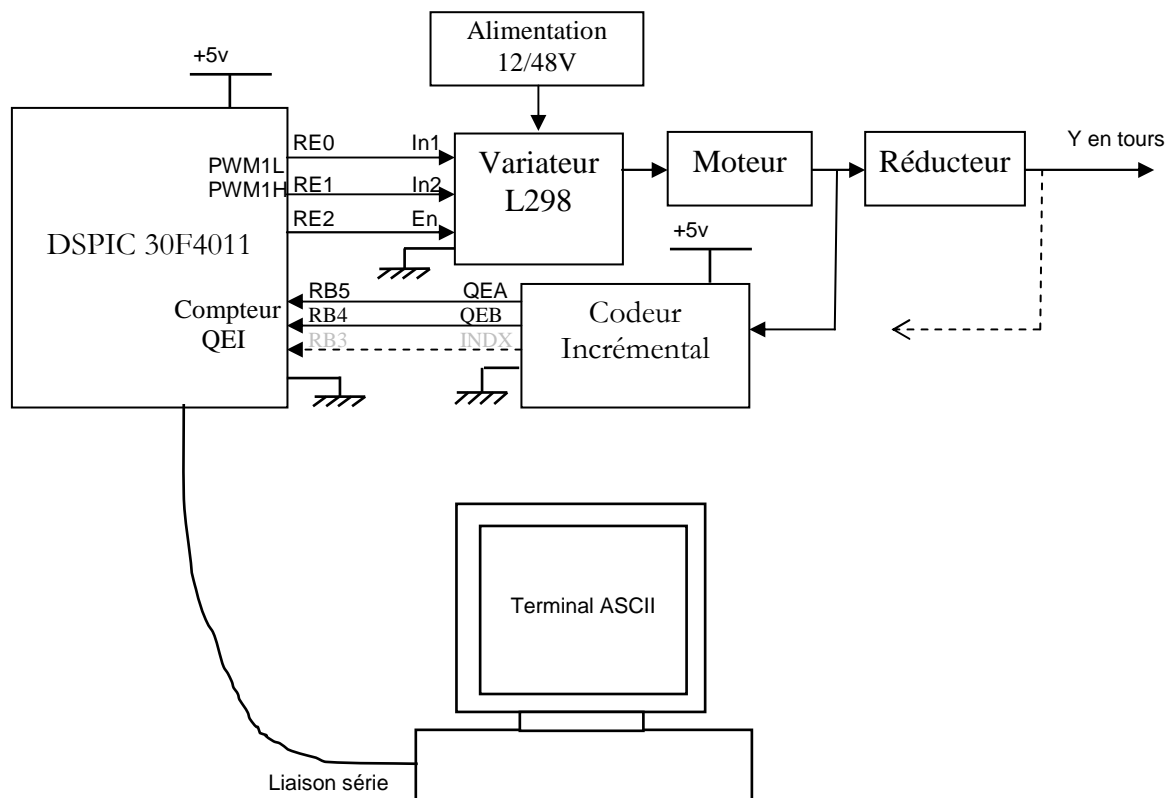 Alimentation
12/48V
+5v
RE0
In1
PWM1L
PWM1H
RE1
In2
RE2
En
Variateur
L298
Moteur
Réducteur
Y en tours
DSPIC 30F4011
+5v
RB5
QEA
Compteur
QEI
RB4
QEB
RB3
INDX
Codeur
Incrémental
Terminal ASCII
Liaison série